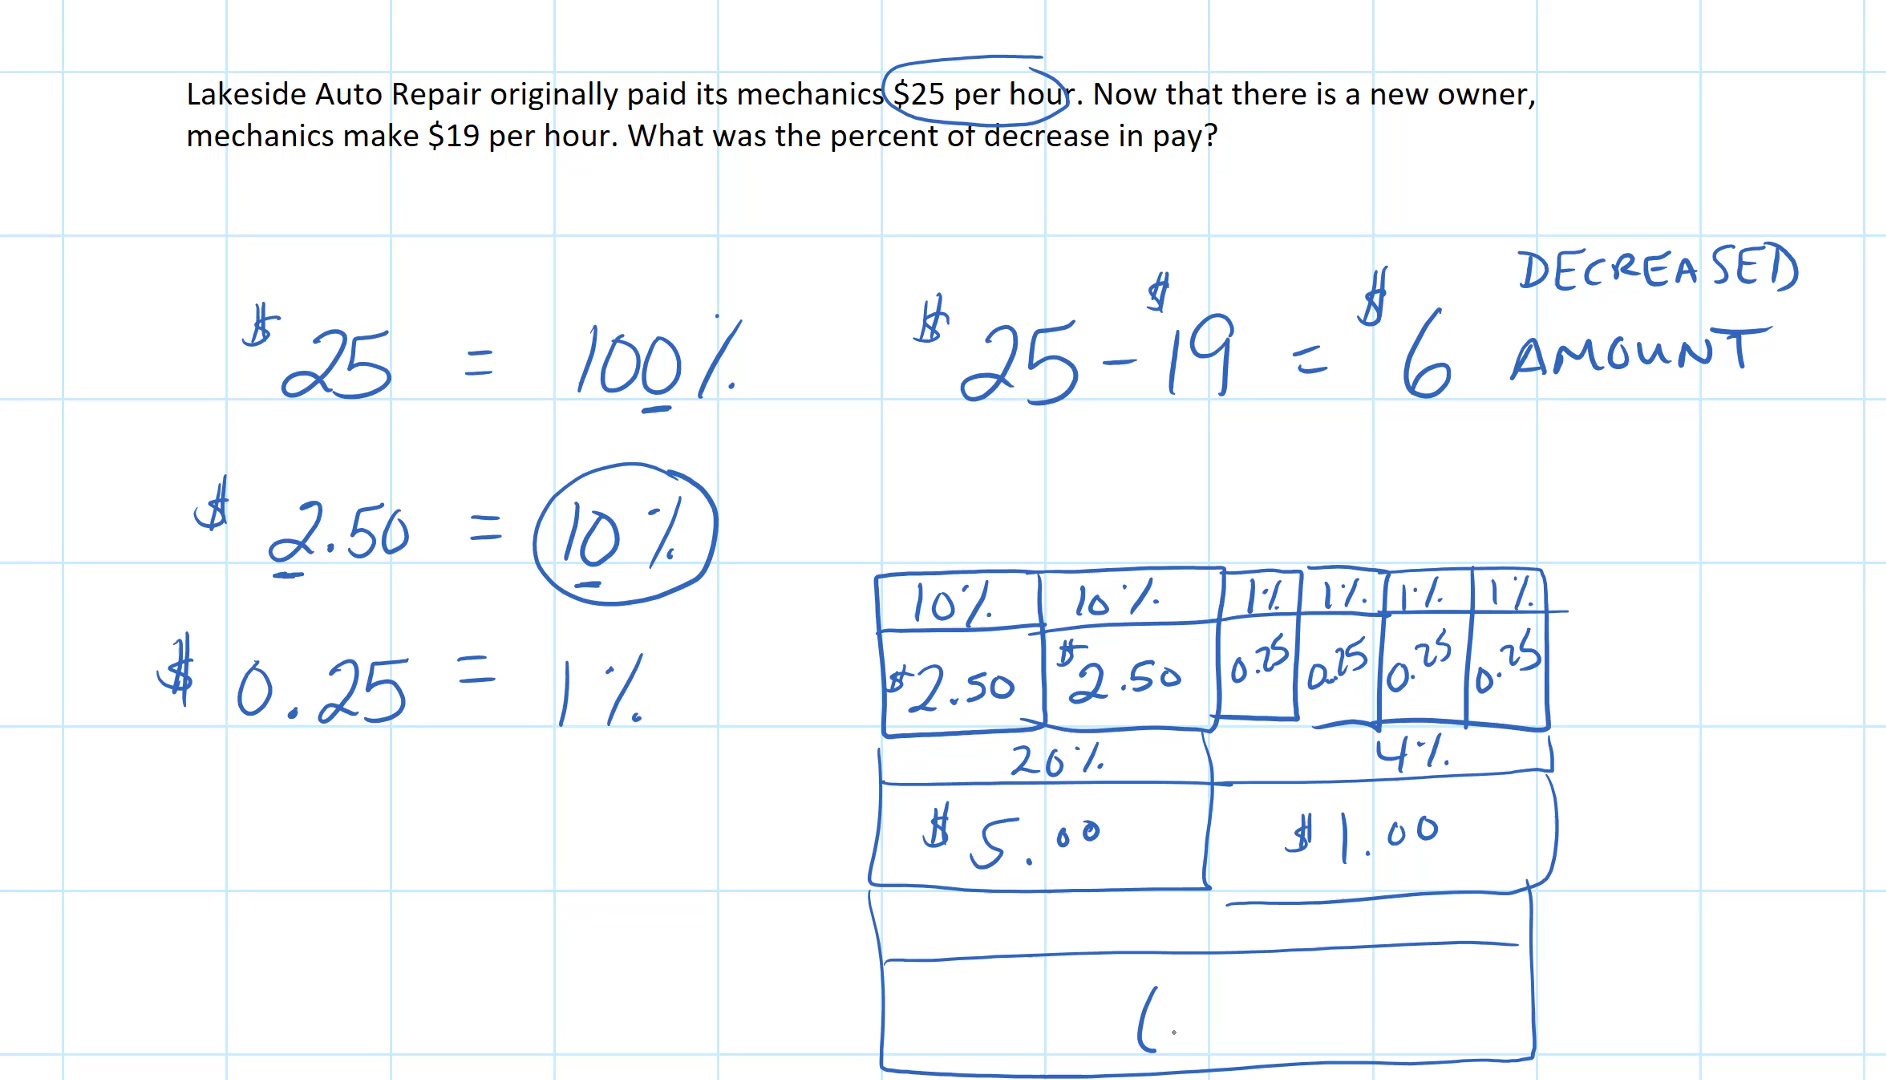 Lakeside Auto Repair originally paid its mechanics $25 per hour. Now that there is a new owner,
mechanics make $19 per hour. What was the percent of decrease in pay?
$25 = 100%
$25 - $19 = $6 DECREASED
AMOUNT
$2.50 = 10%
$0.25 = 1%
10% 10% 1% 1% 1% 1%
$2.50 $2.50 0.25 0.25 0.25 0.25
20% 4%
$5.00 $1.00
(